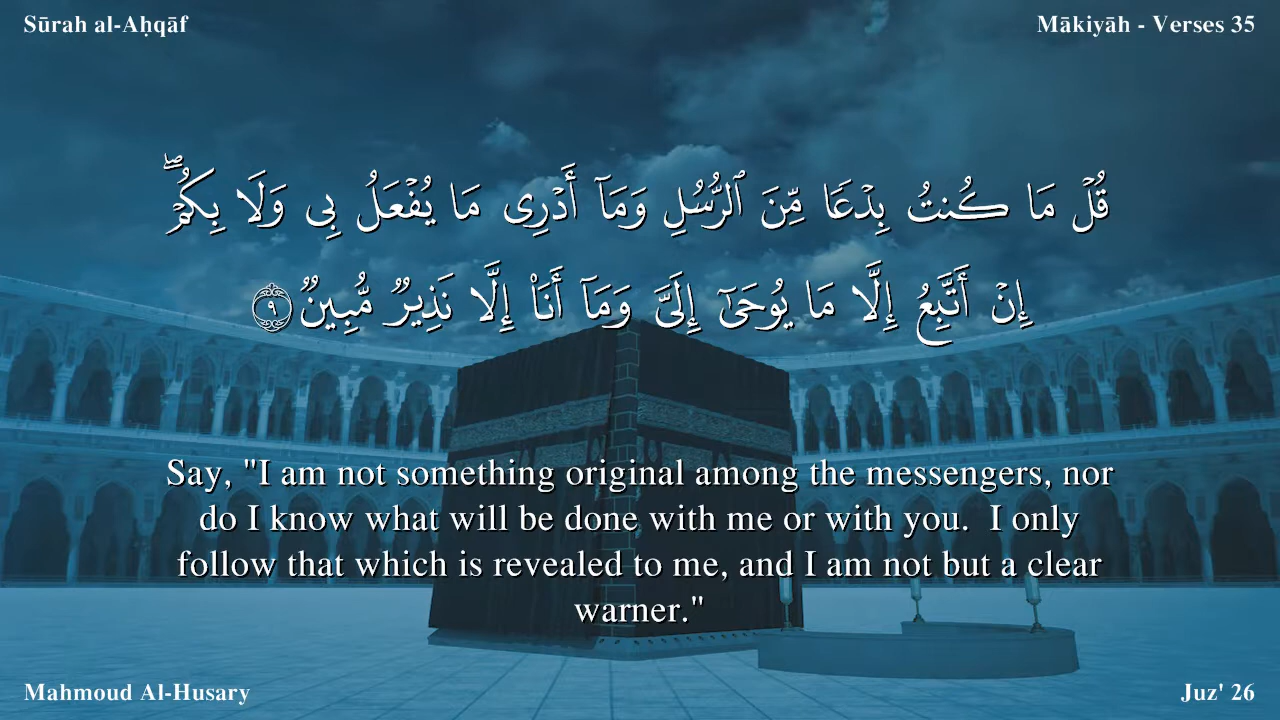 Sūrah al-Aḥqāf
Mākiyāh - Verses 35
قُلۡ مَا كُنتُ بِدۡعٗا مِّنَ ٱلرُّسُلِ وَمَآ أَدۡرِى مَا يُفۡعَلُ بِى وَلَا بِكُمۡۖ
إِنۡ أَتَّبِعُ إِلَّا مَا يُوحَىٰٓ إِلَىَّ وَمَآ أَنَا۠ إِلَّا نَذِيرٞ مُّبِينٞ ٩
Say, "I am not something original among the messengers, nor
do I know what will be done with me or with you.  I only
follow that which is revealed to me, and I am not but a clear
warner."
Mahmoud Al-Husary
Juz' 26